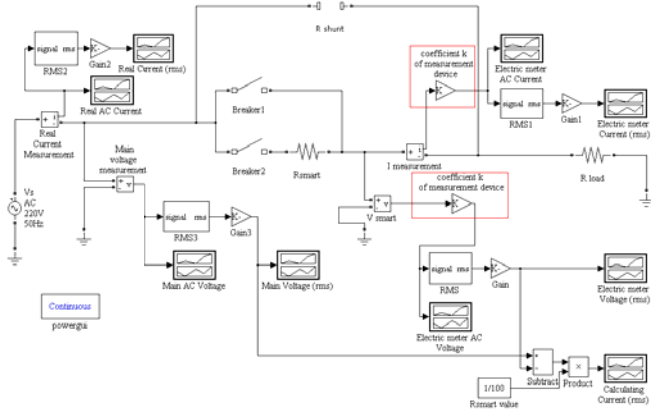 R shunt
signal rms
RMS2
K-
Gain2
Real Current (rms)
Real AC Current
Real
Current
Measurement
Main
voltage
measurement
Vs
AC
220V
50Hz
Breaker1
Breaker2
Rsmart
coefficient k
of measurement
device
K-
I measurement
Electric meter
AC Current
signal rms
RMS1
K-
Gain1
Electric meter
Current (rms)
R load
coefficient k
of measurement device
K-
V smart
signal rms
RMS3
K-
Gain3
Main AC Voltage
Main Voltage (rms)
signal rms
RMS
K-
Gain
Electric meter
Voltage (rms)
Electric meter AC
Voltage
Continuous
powergui
1/100
Rsmart value
Subtract
×
Product
Calculating
Current (rms)